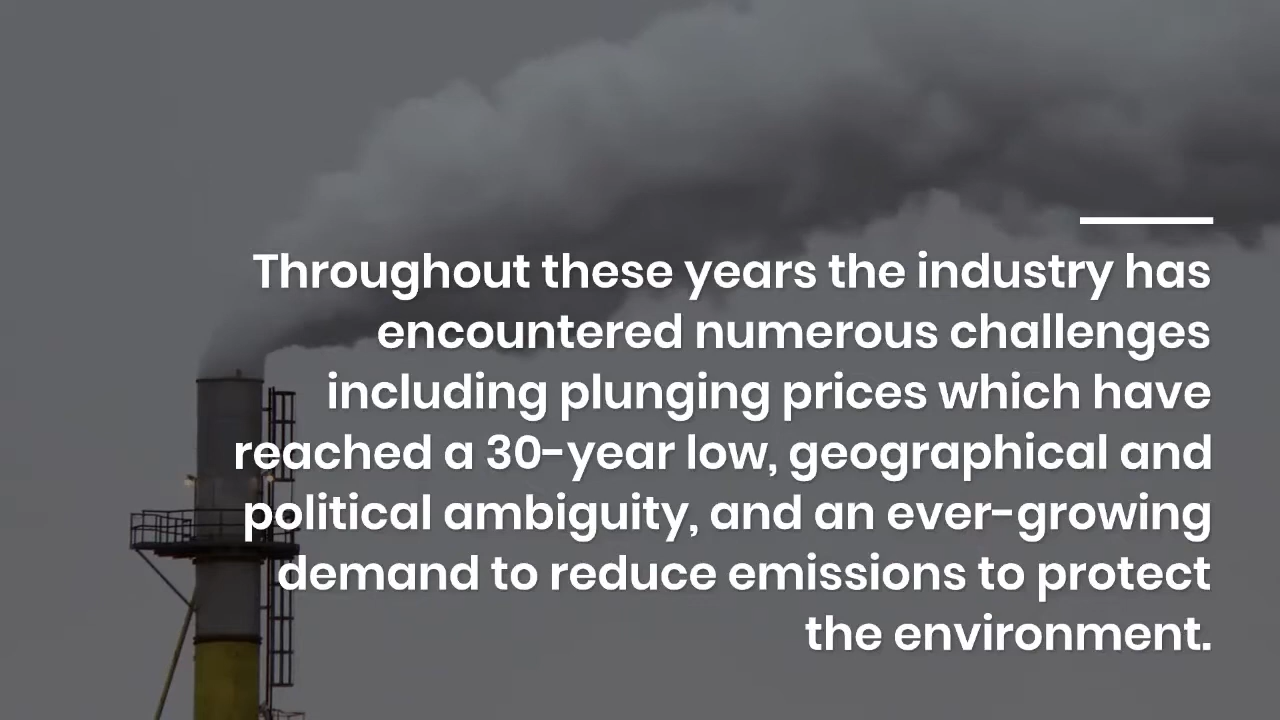 Throughout these years the industry has
encountered numerous challenges
including plunging prices which have
reached a 30-year low, geographical and
political ambiguity, and an ever-growing
demand to reduce emissions to protect
the environment.